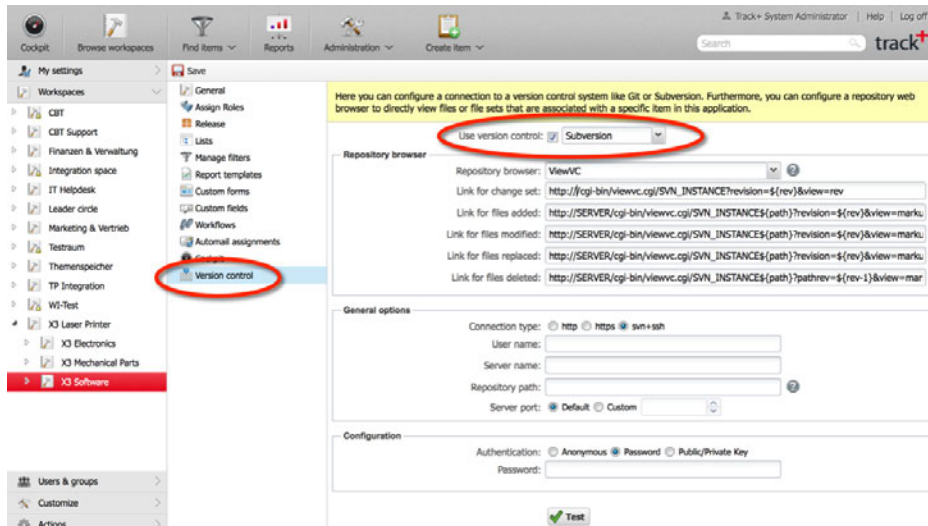 Track+ System Administrator | Help | Log off
Cockpit
Browse workspaces
Find items
Reports
Administration
Create item
Search
track+
My settings
Workspaces
CBT
CBT Support
Finanzen & Verwaltung
Integration space
IT Helpdesk
Leader circle
Marketing & Vertrieb
Testraum
Themenspeicher
TP Integration
WI-Test
X3 Laser Printer
X3 Electronics
X3 Mechanical Parts
X3 Software
Users & groups
Customize
Actions
Save
General
Assign Roles
Release
Lists
Manage filters
Report templates
Custom forms
Custom fields
Workflows
Automail assignments
Cockpit
Version control
Here you can configure a connection to a version control system like Git or Subversion. Furthermore, you can configure a repository web
browser to directly view files or file sets that are associated with a specific item in this application.
Use version control: Subversion
Repository browser
Repository browser: ViewVC
Link for change set: http://cgi-bin/viewvc.cgi/SVN_INSTANCE?revision=${rev}&view=rev
Link for files added: http://SERVER/cgi-bin/viewvc.cgi/SVN_INSTANCE${path}?revision=${rev}&view=marku
Link for files modified: http://SERVER/cgi-bin/viewvc.cgi/SVN_INSTANCE${path}?revision=${rev}&view=marku
Link for files replaced: http://SERVER/cgi-bin/viewvc.cgi/SVN_INSTANCE${path}?revision=${rev}&view=marku
Link for files deleted: http://SERVER/cgi-bin/viewvc.cgi/SVN_INSTANCE${path}?pathrev=${rev-1}&view=mar
General options
Connection type: http https svn+ssh
User name:
Server name:
Repository path:
Server port: Default Custom
Configuration
Authentication: Anonymous Password Public/Private Key
Password:
Test